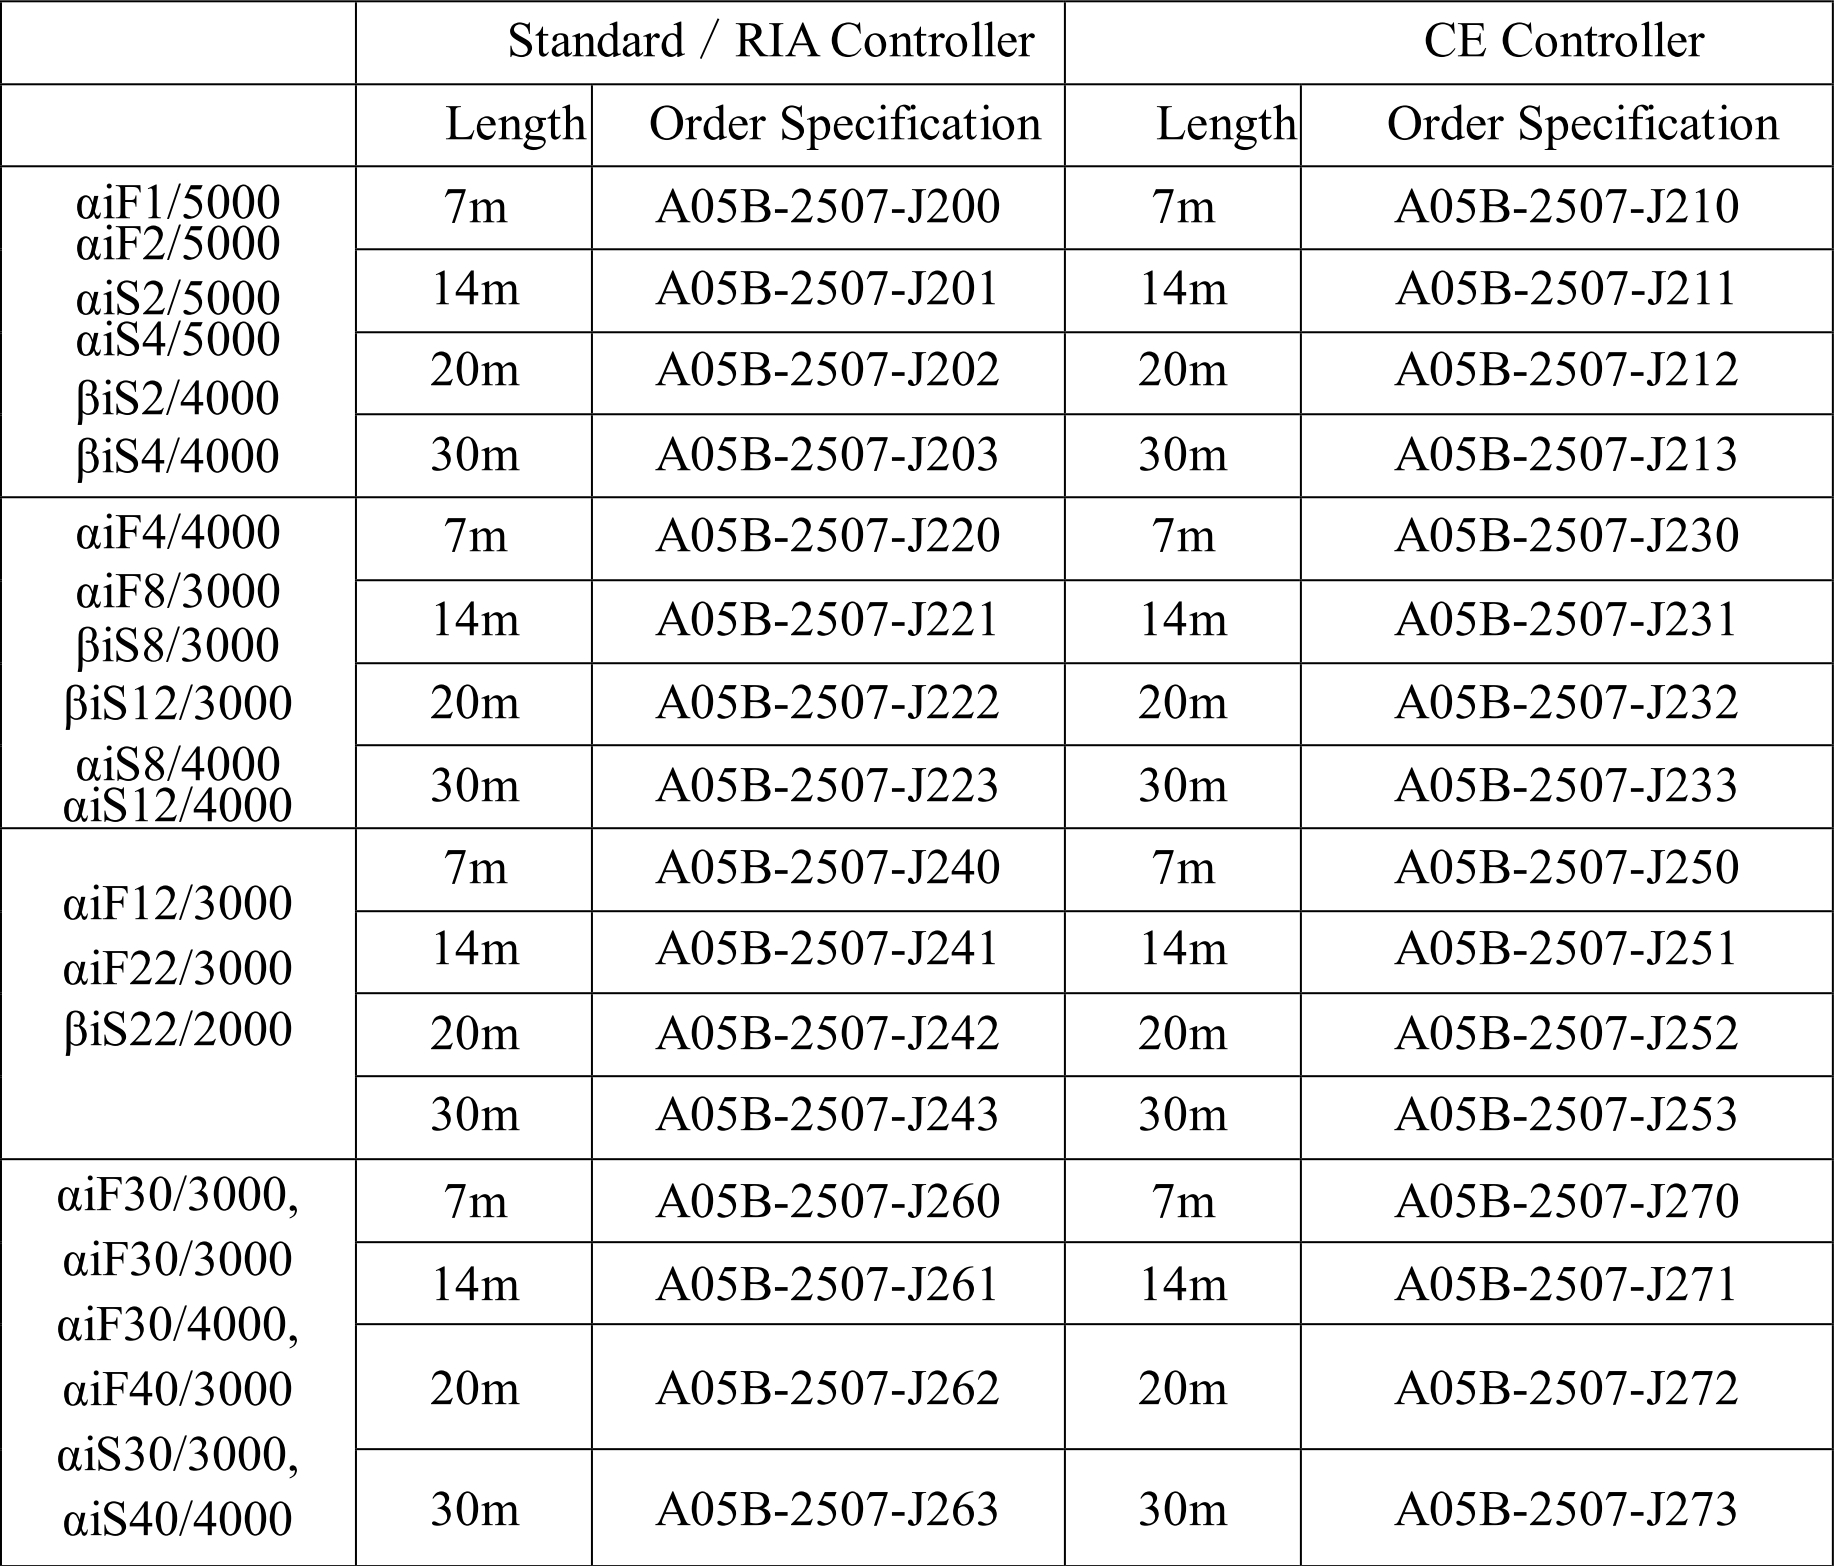 Standard / RIA Controller CE Controller
Length Order Specification Length Order Specification
αiF1/5000
αiF2/5000
αiS2/5000
αiS4/5000
βiS2/4000
βiS4/4000
7m A05B-2507-J200 7m A05B-2507-J210
14m A05B-2507-J201 14m A05B-2507-J211
20m A05B-2507-J202 20m A05B-2507-J212
30m A05B-2507-J203 30m A05B-2507-J213
αiF4/4000
αiF8/3000
βiS8/3000
βiS12/3000
αiS8/4000
αiS12/4000
7m A05B-2507-J220 7m A05B-2507-J230
14m A05B-2507-J221 14m A05B-2507-J231
20m A05B-2507-J222 20m A05B-2507-J232
30m A05B-2507-J223 30m A05B-2507-J233
αiF12/3000
αiF22/3000
βiS22/2000
7m A05B-2507-J240 7m A05B-2507-J250
14m A05B-2507-J241 14m A05B-2507-J251
20m A05B-2507-J242 20m A05B-2507-J252
30m A05B-2507-J243 30m A05B-2507-J253
αiF30/3000,
αiF30/3000
αiF30/4000,
αiF40/3000
αiS30/3000,
αiS40/4000
7m A05B-2507-J260 7m A05B-2507-J270
14m A05B-2507-J261 14m A05B-2507-J271
20m A05B-2507-J262 20m A05B-2507-J272
30m A05B-2507-J263 30m A05B-2507-J273